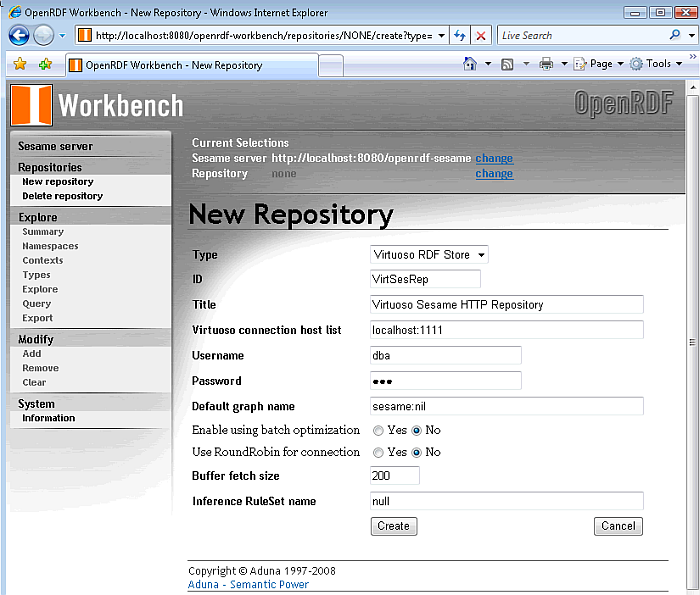 OpenRDF Workbench - New Repository - Windows Internet Explorer
http://localhost:8080/openrdf-workbench/repositories/NONE/create?type=
Live Search
OpenRDF Workbench - New Repository
Page
Tools
Workbench
OpenRDF
Sesame server
Repositories
New repository
Delete repository
Explore
Summary
Namespaces
Contexts
Types
Explore
Query
Export
Modify
Add
Remove
Clear
System
Information
Current Selections
Sesame server http://localhost:8080/openrdf-sesame change
Repository none change
New Repository
Type Virtuoso RDF Store
ID VirtSesRep
Title Virtuoso Sesame HTTP Repository
Virtuoso connection host list localhost:1111
Username dba
Password ●●●
Default graph name sesame:nil
Enable using batch optimization Yes No
Use RoundRobin for connection Yes No
Buffer fetch size 200
Inference RuleSet name null
Create Cancel
Copyright © Aduna 1997-2008
Aduna - Semantic Power